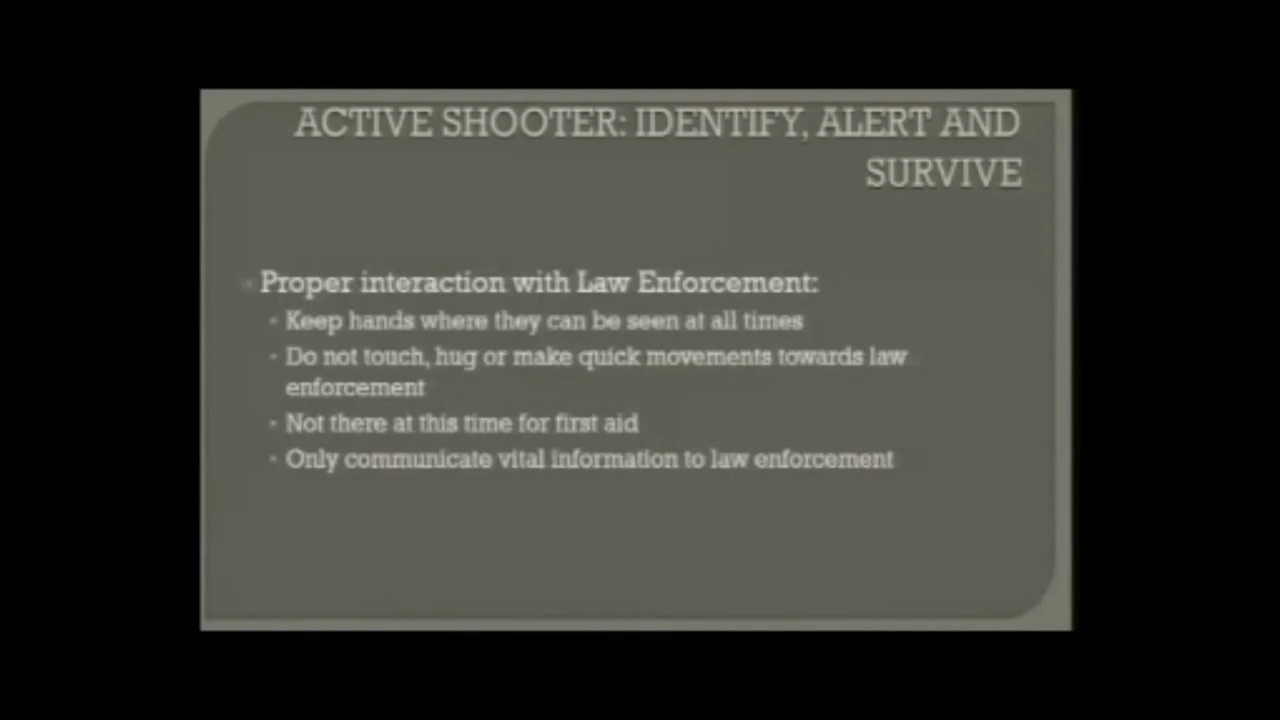 ACTIVE SHOOTER: IDENTIFY, ALERT AND
SURVIVE
Proper interaction with Law Enforcement:
Keep hands where they can be seen at all times
Do not touch, hug or make quick movements towards law
enforcement
Not there at this time for first aid
Only communicate vital information to law enforcement